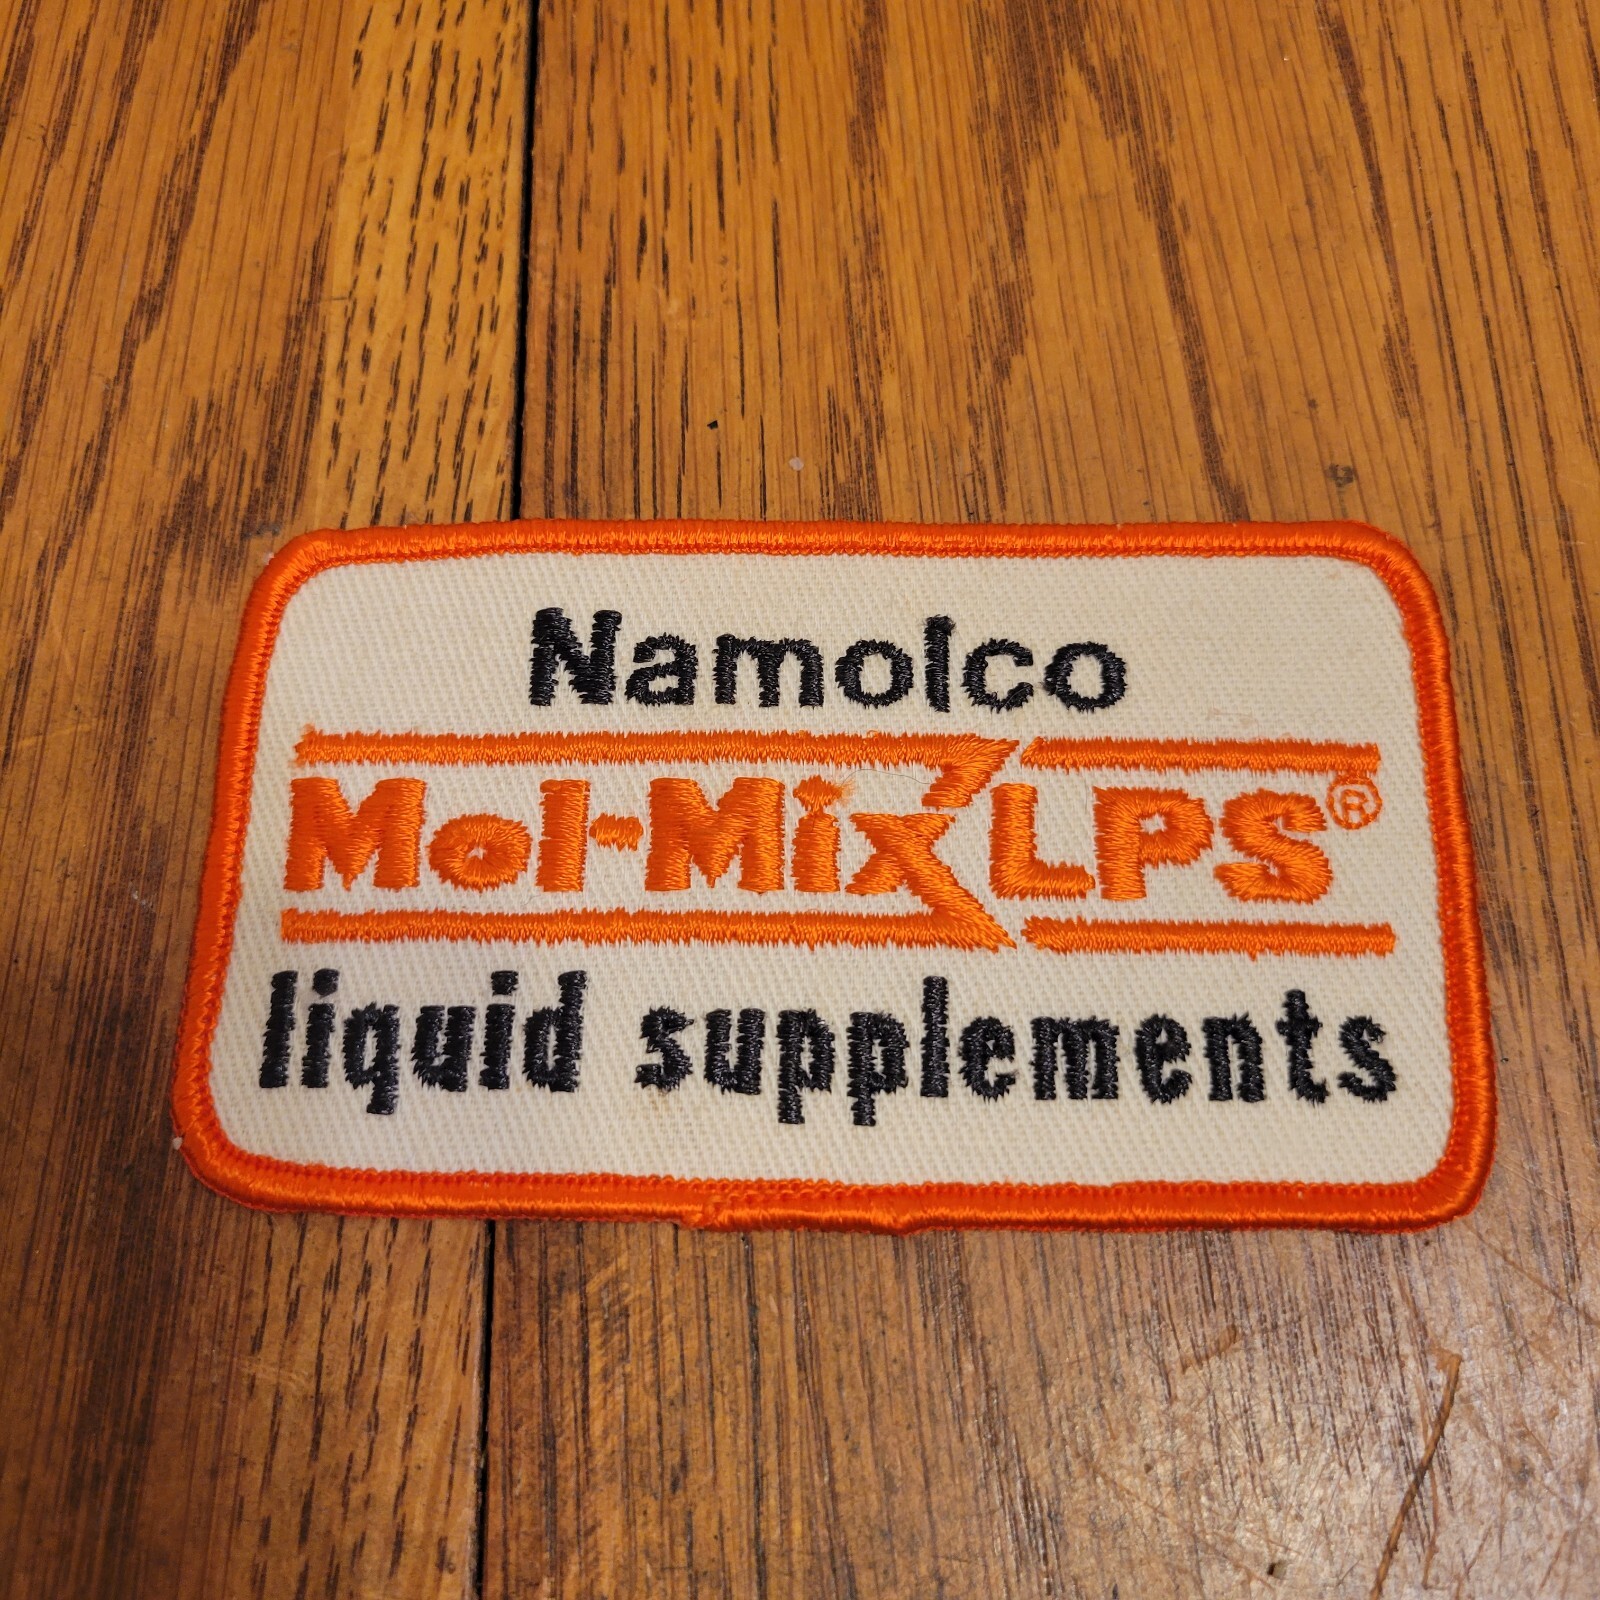 Namolco
Mol-Mix LPS®
liquid supplements